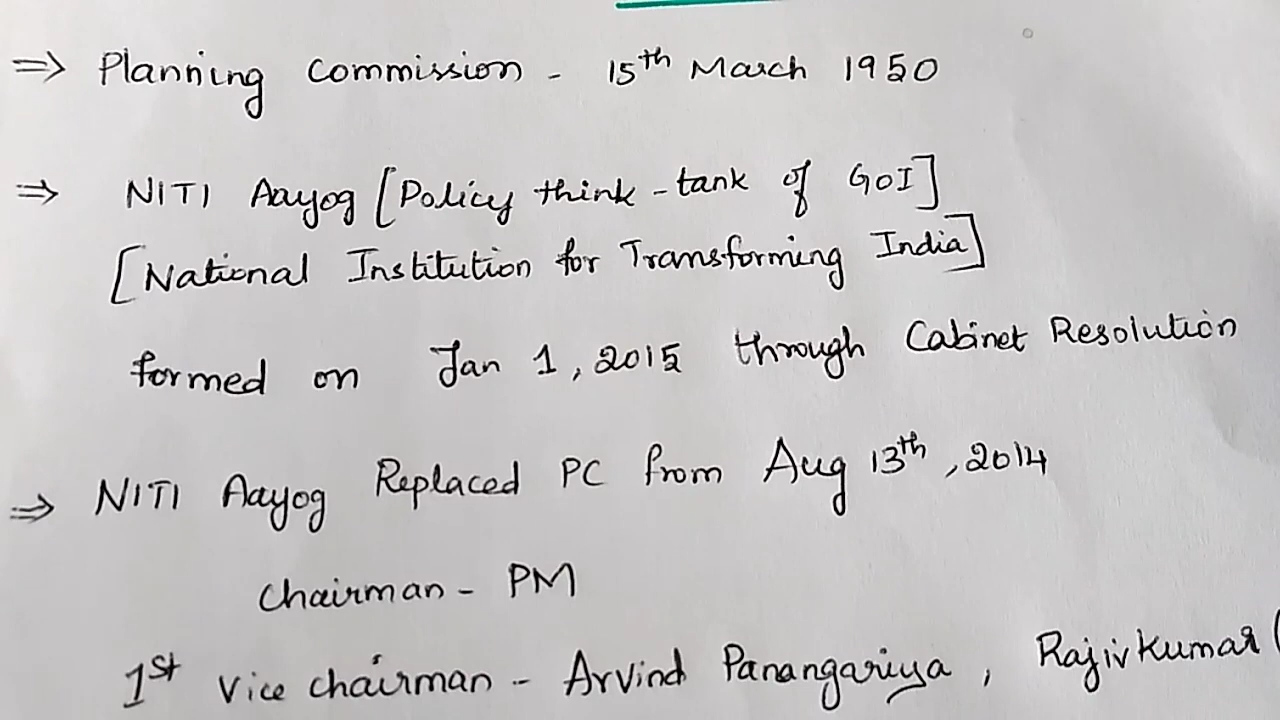 ⇒ Planning Commission - 15th March 1950
⇒ NITI Aayog [Policy think-tank of GOI]
[National Institution for Transforming India]
formed on Jan 1, 2015 through Cabinet Resolution
⇒ NITI Aayog Replaced PC from Aug 13th, 2014
Chairman - PM
1st Vice chairman - Arvind Panangariya, Rajiv Kumar (